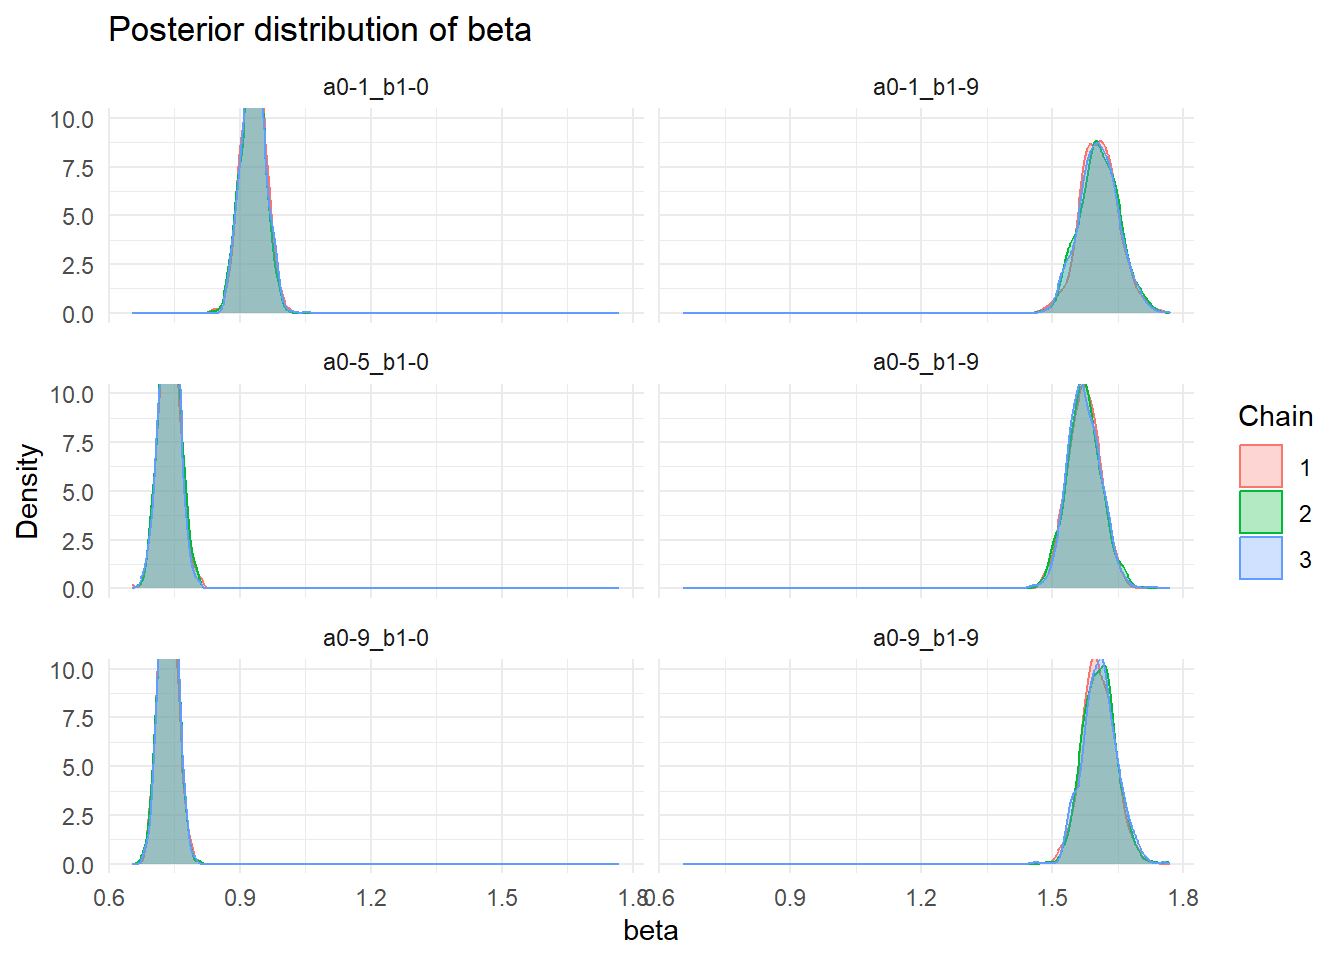 Posterior distribution of beta
a0-1_b1-0
a0-1_b1-9
10.0
7.5
5.0
2.5
0.0
a0-5_b1-0
a0-5_b1-9
10.0
7.5
5.0
2.5
0.0
a0-9_b1-0
a0-9_b1-9
10.0
7.5
5.0
2.5
0.0
0.6 0.9 1.2 1.5 1.8
0.6 0.9 1.2 1.5 1.8
beta
Density
Chain
1
2
3